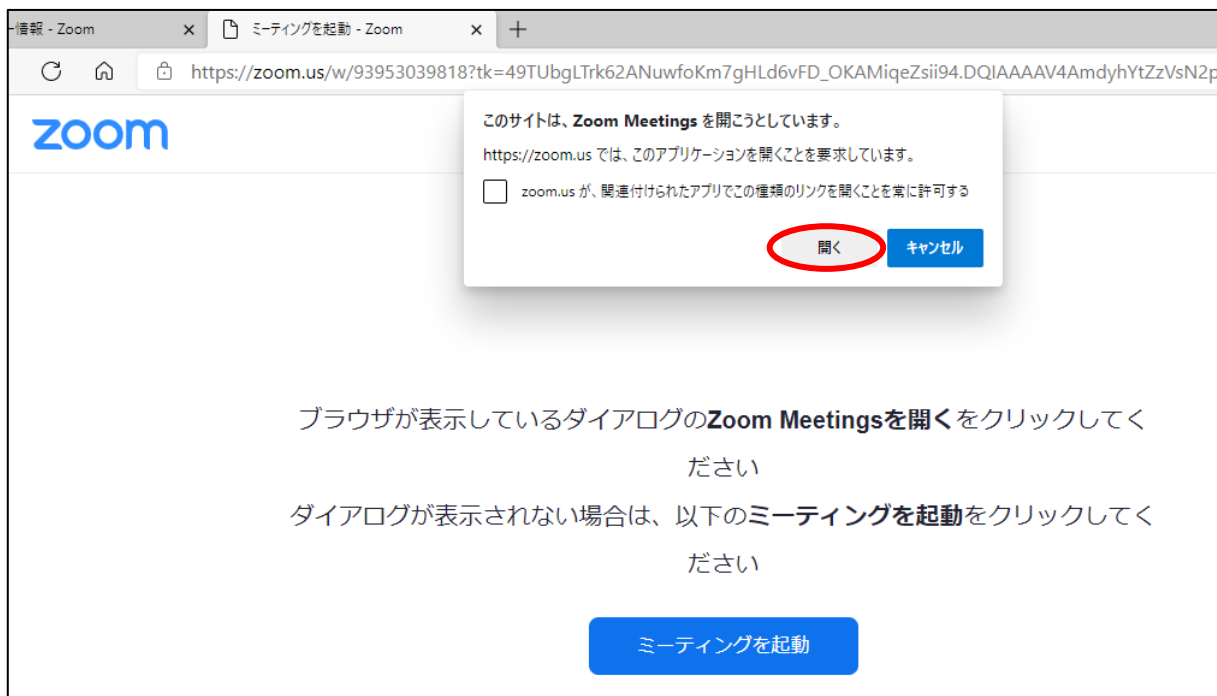 ー情報 - Zoom
ミーティングを起動 - Zoom
https://zoom.us/w/93953039818?tk=49TUbgLTrk62ANuwfoKm7gHLd6vFD_OKAMiqeZsii94.DQIAAAAV4AmdyhYtZzVsN2p
zoom
このサイトは、Zoom Meetings を開こうとしています。
https://zoom.us では、このアプリケーションを開くことを要求しています。
zoom.us が、関連付けられたアプリでこの種類のリンクを開くことを常に許可する
開く
キャンセル
ブラウザが表示しているダイアログのZoom Meetingsを開くをクリックしてく
ださい
ダイアログが表示されない場合は、以下のミーティングを起動をクリックしてく
ださい
ミーティングを起動